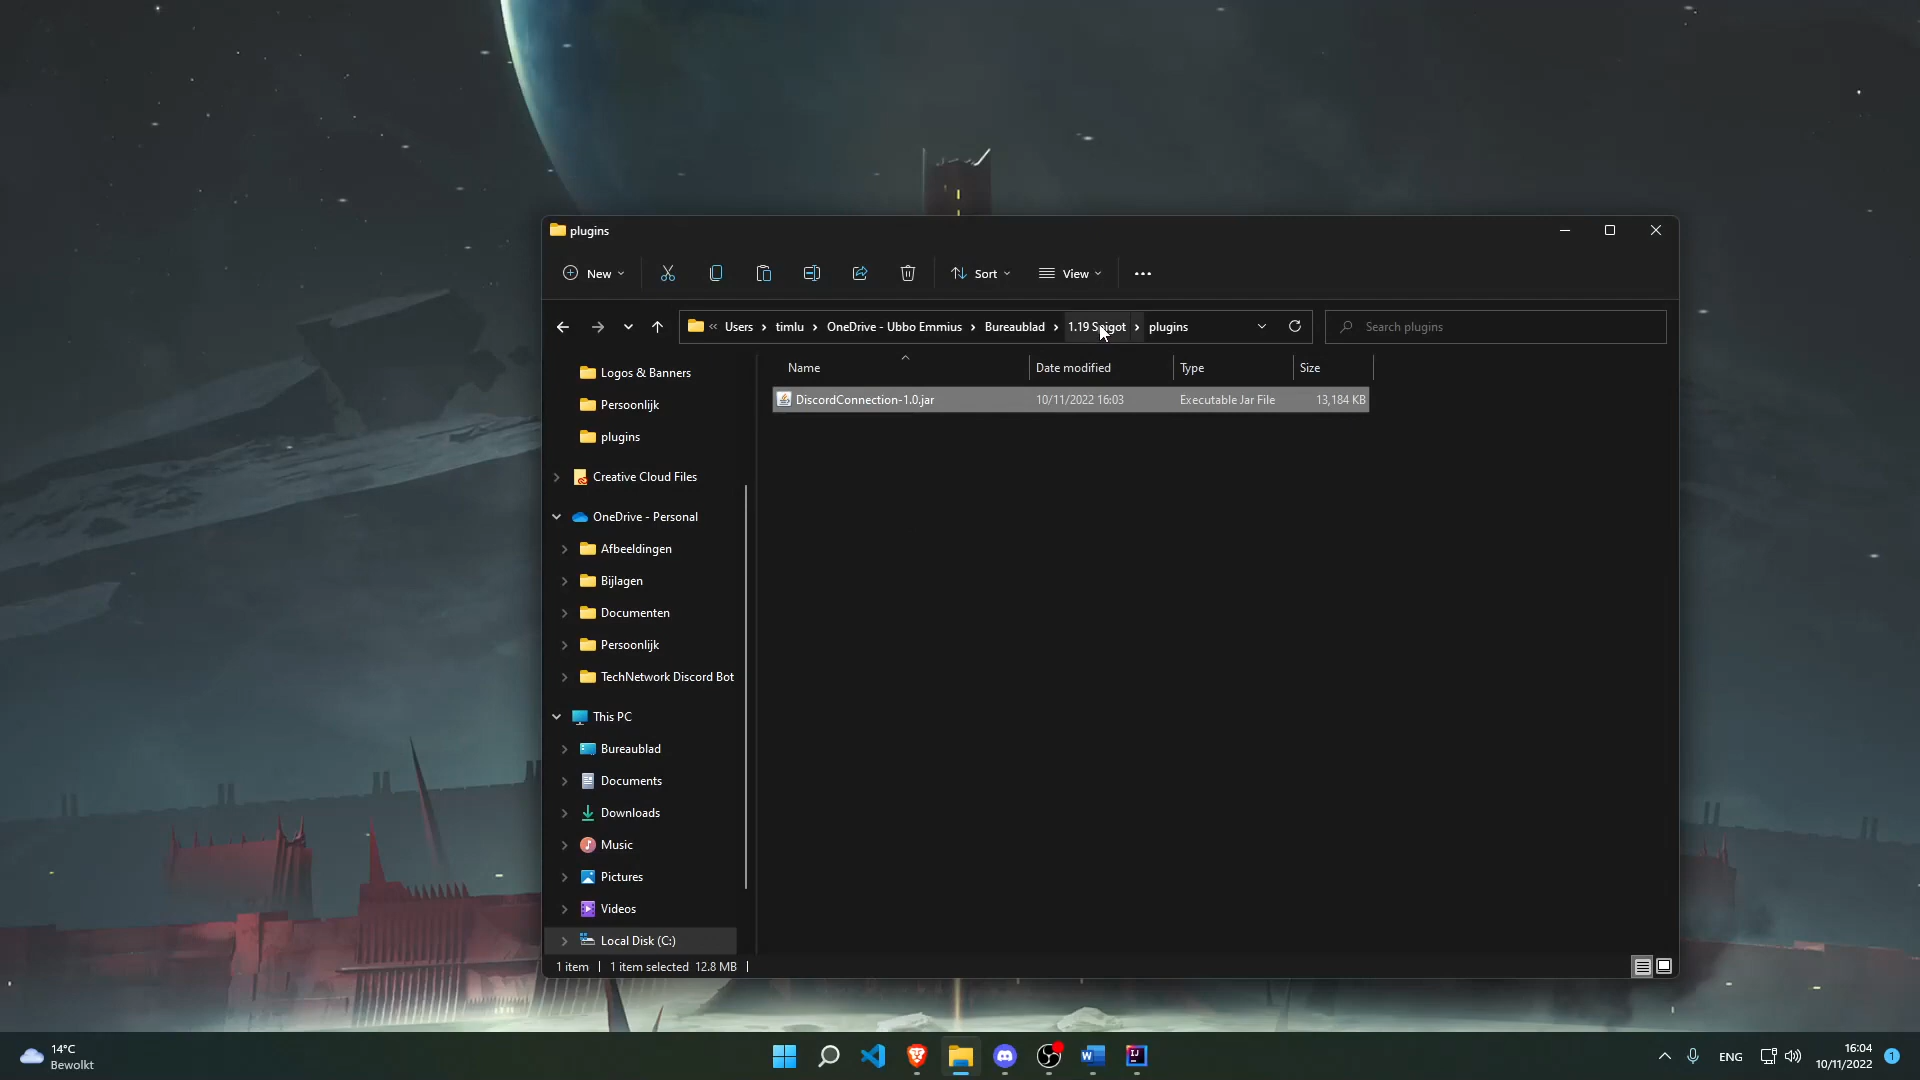 plugins
New
Sort
View
Users
timlu
OneDrive - Ubbo Emmius
Bureaublad
1.19 Spigot
plugins
Search plugins
Name
Date modified
Type
Size
DiscordConnection-1.0.jar
10/11/2022 16:03
Executable Jar File
13,184 KB
Logos & Banners
Persoonlijk
plugins
Creative Cloud Files
OneDrive - Personal
Afbeeldingen
Bijlagen
Documenten
Persoonlijk
TechNetwork Discord Bot
This PC
Bureaublad
Documents
Downloads
Music
Pictures
Videos
Local Disk (C:)
1 item
1 item selected 12.8 MB
14°C
Bewolkt
ENG
16:04
10/11/2022
1